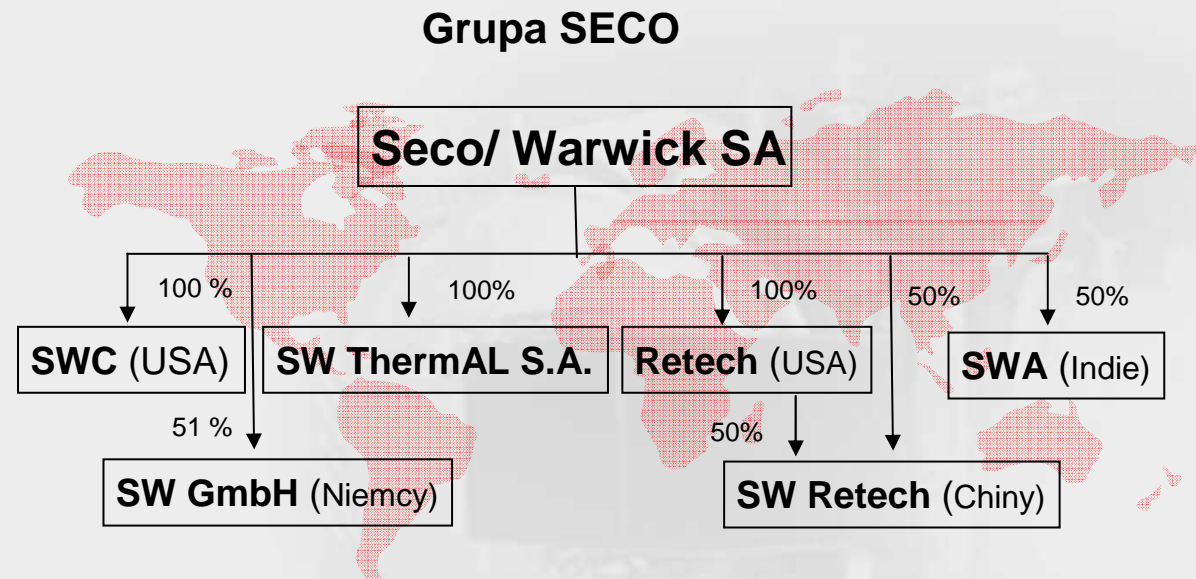 Grupa SECO
Seco/ Warwick SA
100 %
100%
100%
50%
50%
SWC (USA)
SW ThermAL S.A.
Retech (USA)
SWA (Indie)
51 %
50%
SW GmbH (Niemcy)
SW Retech (Chiny)